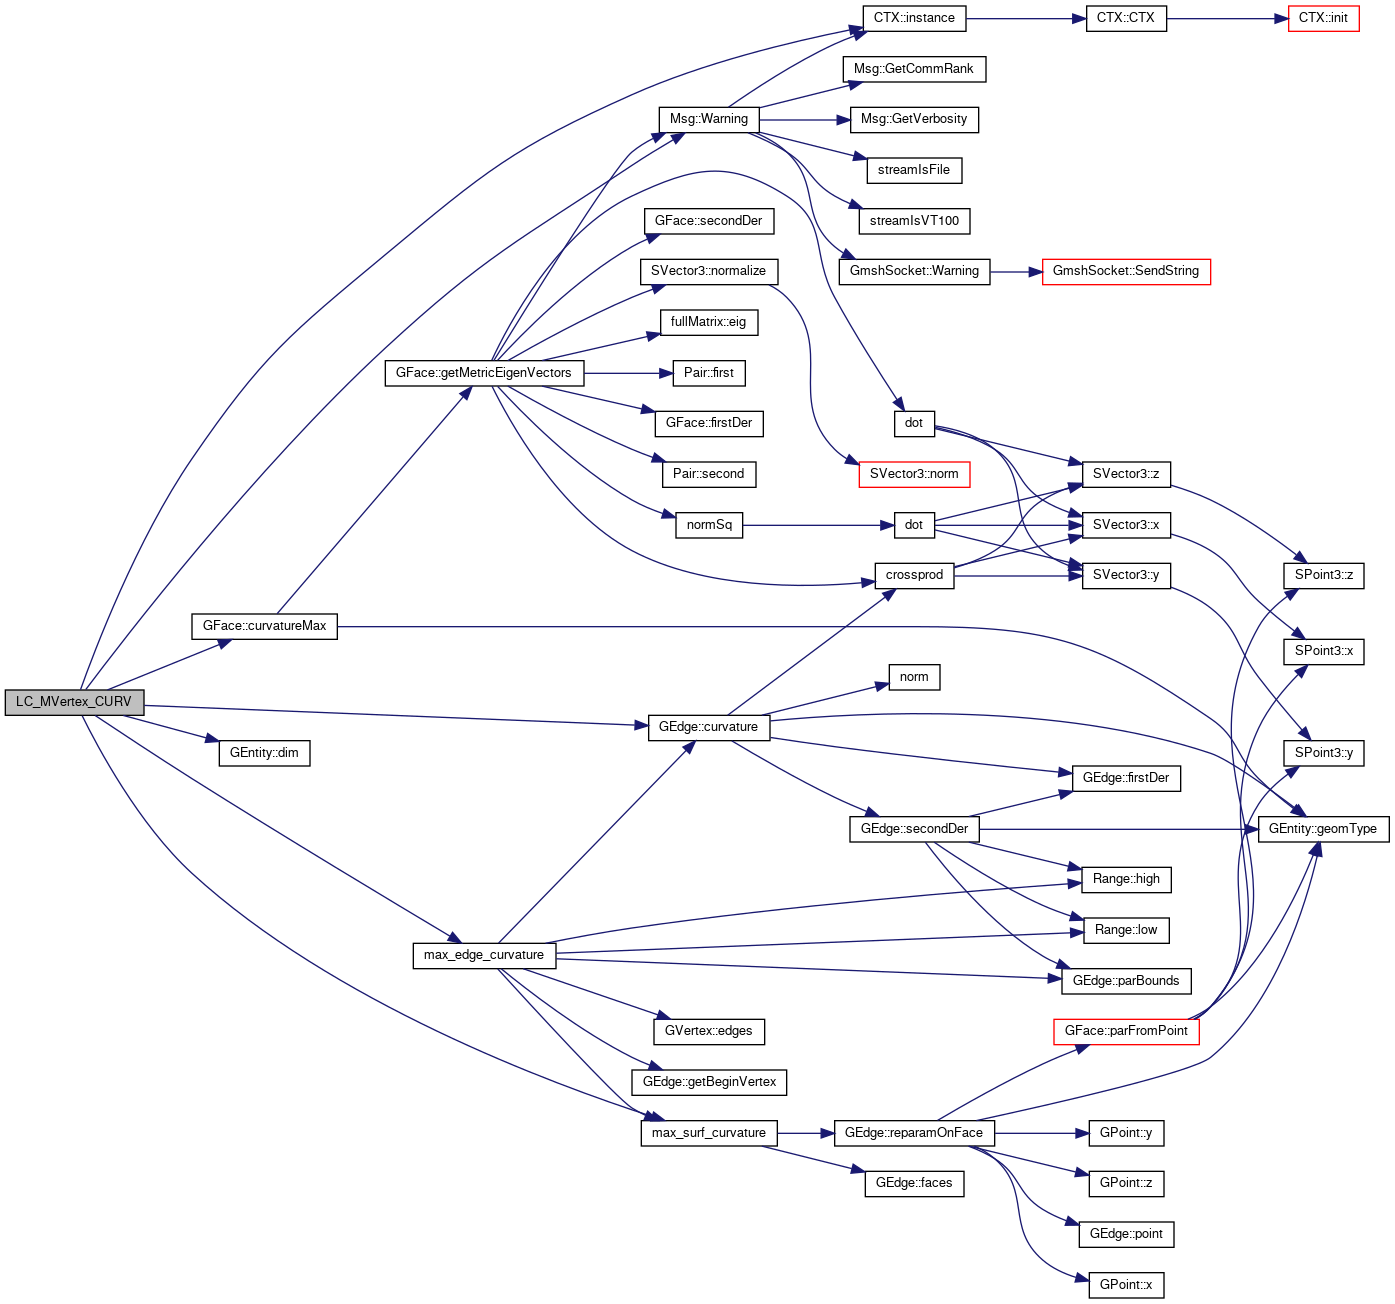 CTX::instance
CTX::CTX
CTX::init
Msg::GetCommRank
Msg::Warning
Msg::GetVerbosity
streamIsFile
GFace::secondDer
streamIsVT100
SVector3::normalize
GmshSocket::Warning
GmshSocket::SendString
fullMatrix::eig
GFace::getMetricEigenVectors
Pair::first
GFace::firstDer
dot
Pair::second
SVector3::norm
SVector3::z
normSq
dot
SVector3::x
crossprod
SVector3::y
SPoint3::z
GFace::curvatureMax
SPoint3::x
norm
LC_MVertex_CURV
GEdge::curvature
GEntity::dim
SPoint3::y
GEdge::firstDer
GEdge::secondDer
GEntity::geomType
Range::high
Range::low
max_edge_curvature
GEdge::parBounds
GVertex::edges
GFace::parFromPoint
GEdge::getBeginVertex
max_surf_curvature
GEdge::reparamOnFace
GPoint::y
GEdge::faces
GPoint::z
GEdge::point
GPoint::x